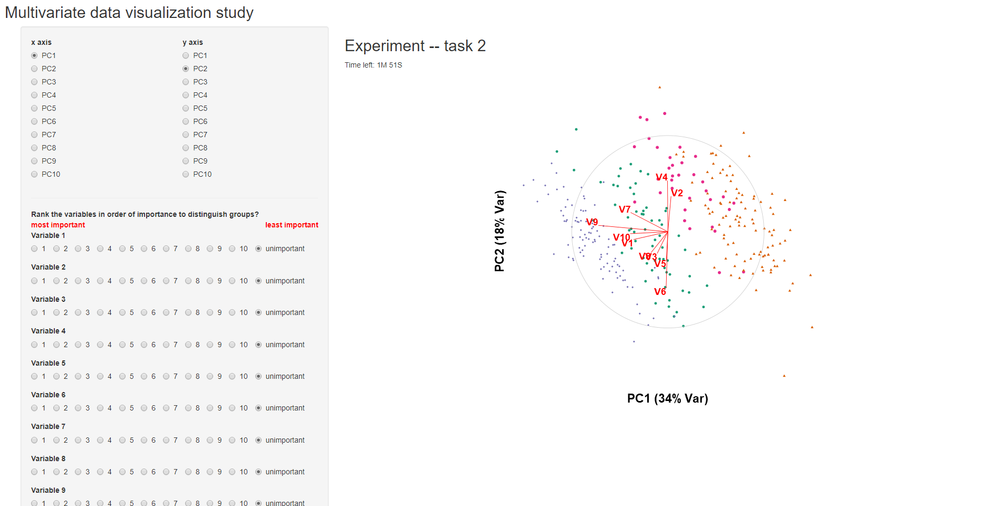 Multivariate data visualization study
x axis y axis
PC1 PC1
PC2 PC2
PC3 PC3
PC4 PC4
PC5 PC5
PC6 PC6
PC7 PC7
PC8 PC8
PC9 PC9
PC10 PC10
Rank the variables in order of importance to distinguish groups?
most important least important
Variable 1
1 2 3 4 5 6 7 8 9 10 unimportant
Variable 2
1 2 3 4 5 6 7 8 9 10 unimportant
Variable 3
1 2 3 4 5 6 7 8 9 10 unimportant
Variable 4
1 2 3 4 5 6 7 8 9 10 unimportant
Variable 5
1 2 3 4 5 6 7 8 9 10 unimportant
Variable 6
1 2 3 4 5 6 7 8 9 10 unimportant
Variable 7
1 2 3 4 5 6 7 8 9 10 unimportant
Variable 8
1 2 3 4 5 6 7 8 9 10 unimportant
Variable 9
1 2 3 4 5 6 7 8 9 10 unimportant
Experiment -- task 2
Time left: 1M 51S
V4
V2
V7
V9
V10
V1
V8
V3
V5
V6
PC2 (18% Var)
PC1 (34% Var)